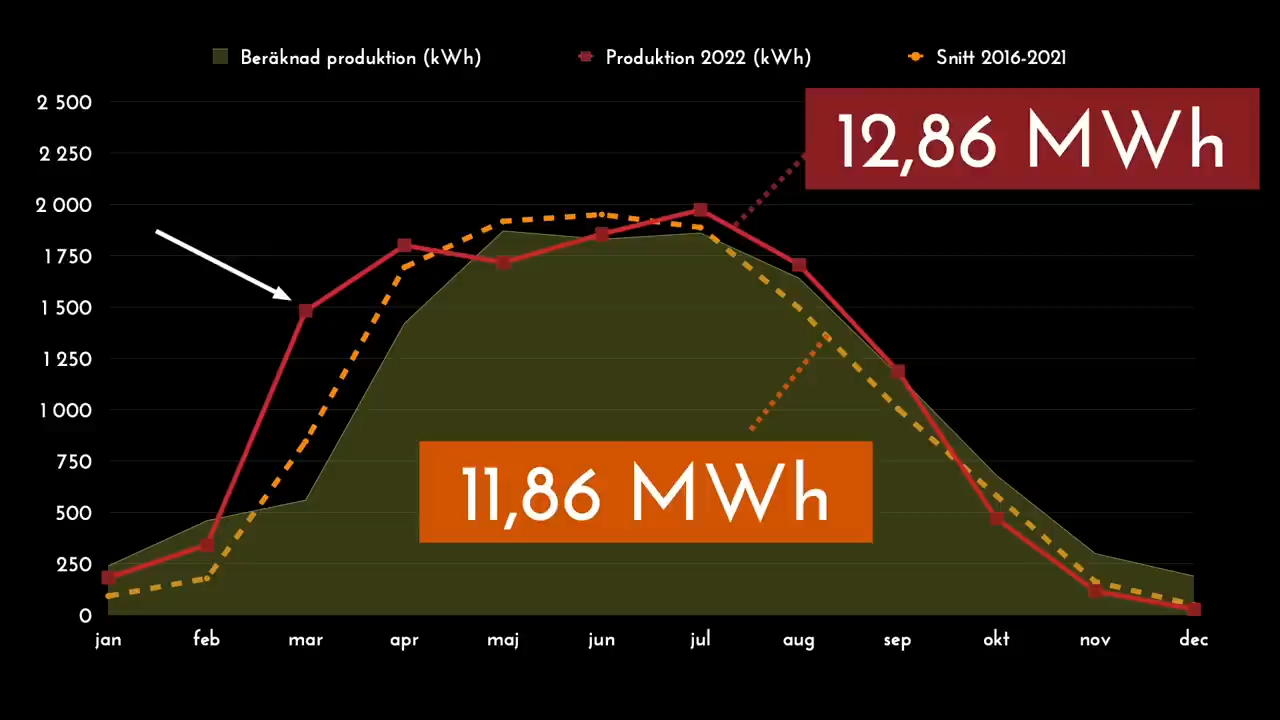 Beräknad produktion (kWh) Produktion 2022 (kWh) Snitt 2016-2021
2 500
12,86 MWh
2 250
2 000
1 750
1 500
1 250
1 000
750
11,86 MWh
500
250
0
jan feb mar apr maj jun jul aug sep okt nov dec